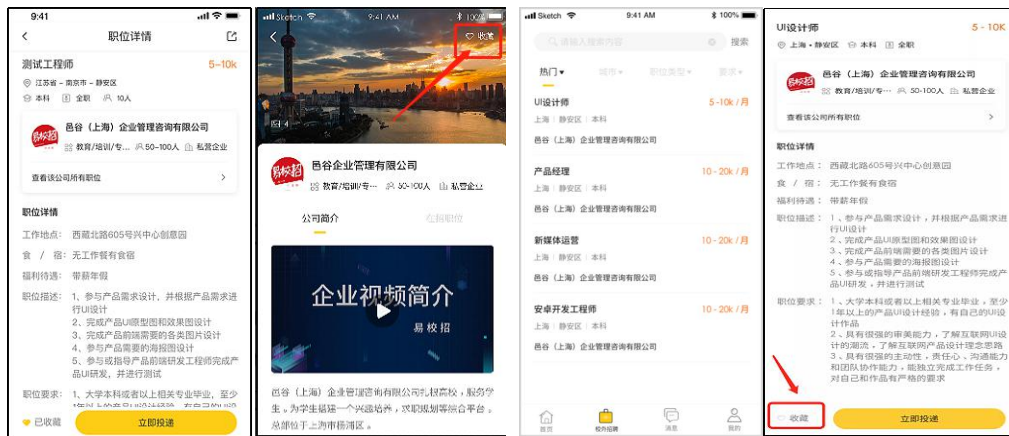 9:41
职位详情
测试工程师 5-10k
江苏省 - 南京市 - 静安区
本科 全职 10人
易校招
邑谷（上海）企业管理咨询有限公司
教育/培训/专... 50-100人 私营企业
查看该公司所有职位
职位详情
工作地点： 西藏北路605号兴中心创意园
食 / 宿： 无工作餐有食宿
福利待遇： 带薪年假
职位描述： 1、参与产品需求设计，并根据产品需求进
行UI设计
2、完成产品UI原型图和效果图设计
3、完成产品前端需要的各类图片设计
4、参与产品需要的海报图设计
5、参与或指导产品前端研发工程师完成产
品UI研发，并进行测试
职位要求： 1、大学本科或者以上相关专业毕业，至少
已收藏 立即投递
Sketch 9:41 AM 100%
收藏
图 4
易校招
邑谷企业管理有限公司
教育/培训/专… 50-100人 私营企业
公司简介 在招职位
企业视频简介
易校招
邑谷（上海）企业管理咨询有限公司扎根高校，服务学
生。为学生搭建一个兴趣培养，求职规划等综合平台，
总部位于上海市杨浦区。
Sketch 9:41 AM 100%
请输入搜索内容 搜索
热门 城市 职位类型 要求
UI设计师 5 -10k / 月
上海 静安区 本科
邑谷（上海）企业管理咨询有限公司
产品经理 10 - 20k / 月
上海 静安区 本科
邑谷（上海）企业管理咨询有限公司
新媒体运营 10 - 20k / 月
上海 静安区 本科
邑谷（上海）企业管理咨询有限公司
安卓开发工程师 10 - 20k / 月
上海 静安区 本科
邑谷（上海）企业管理咨询有限公司
首页 校外招聘 消息 我的
UI设计师 5 - 10K
上海 • 静安区 本科 全职
易校招
邑谷（上海）企业管理咨询有限公司
教育/培训/专… 50-100人 私营企业
查看该公司所有职位
职位详情
工作地点： 西藏北路605号兴中心创意园
食 / 宿： 无工作餐有食宿
福利待遇： 带薪年假
职位描述： 1、参与产品需求设计，并根据产品需求进
行UI设计
2、完成产品UI原型图和效果图设计
3、完成产品前端需要的各类图片设计
4、参与产品需要的海报图设计
5、参与或指导产品前端研发工程师完成产
品UI研发，并进行测试
职位要求： 1、大学本科或者以上相关专业毕业，至少
1年以上的产品UI设计经验，有自己的UI设
计作品
2、具有很强的审美能力，了解互联网UI设
计的潮流，了解互联网产品设计理念思路
3、具有很强的主动性，责任心、沟通能力
和团队协作能力，能独立完成工作任务，
对自己和作品有严格的要求
收藏 立即投递